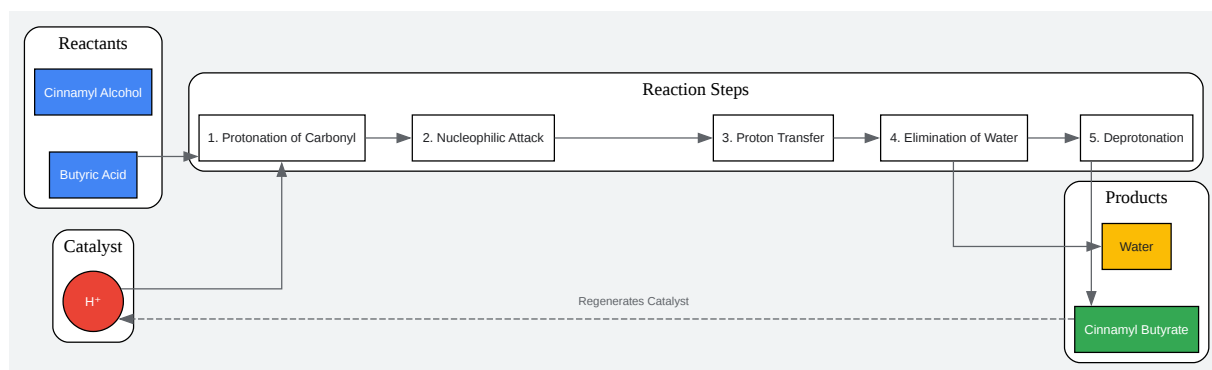 Reactants
Cinnamyl Alcohol
Butyric Acid
Catalyst
H⁺
Reaction Steps
1. Protonation of Carbonyl
2. Nucleophilic Attack
3. Proton Transfer
4. Elimination of Water
5. Deprotonation
Products
Water
Cinnamyl Butyrate
Regenerates Catalyst